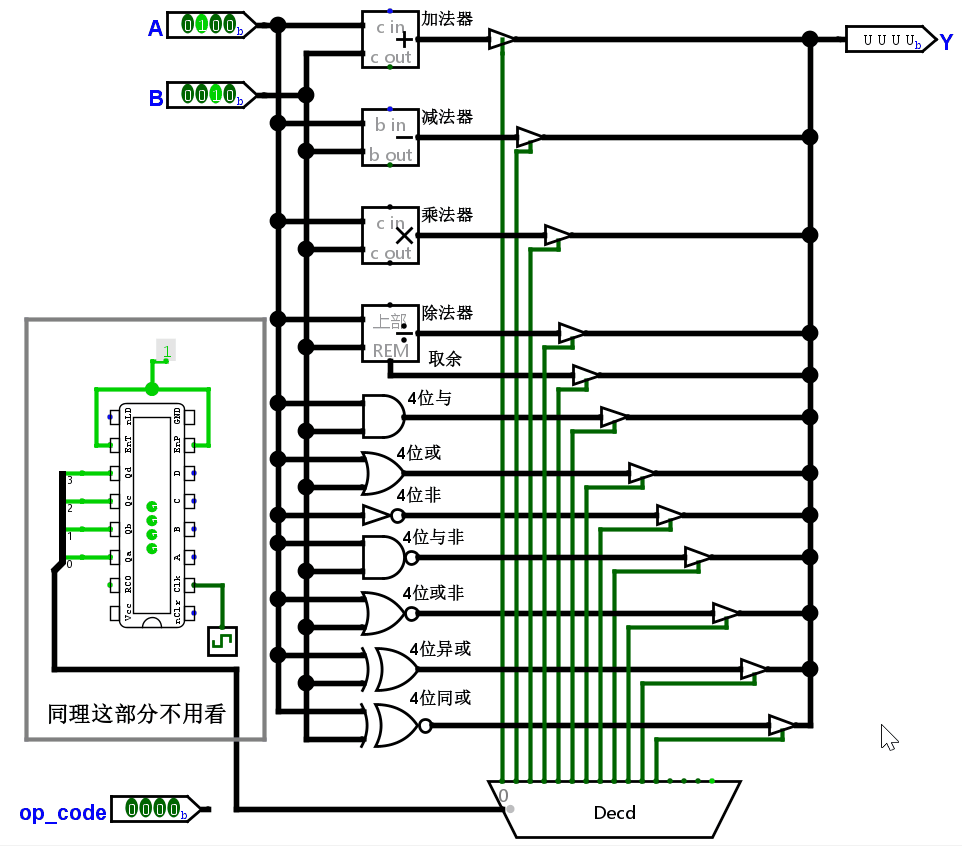 A 0100b
加法器
c in
+
c out
UUUUb Y
B 0010b
减法器
b in
b out
乘法器
c in
c out
除法器
上部
REM
取余
1
4位与
nLD
GND
EnT
EnP
4位或
3
Qd
D
4位非
2
Qc
C
1
Qb
B
4位与非
0
Qa
A
RCO
Clk
4位或非
Vcc
nClr
4位异或
4位同或
同理这部分不用看
0
op_code 0000b
Decd